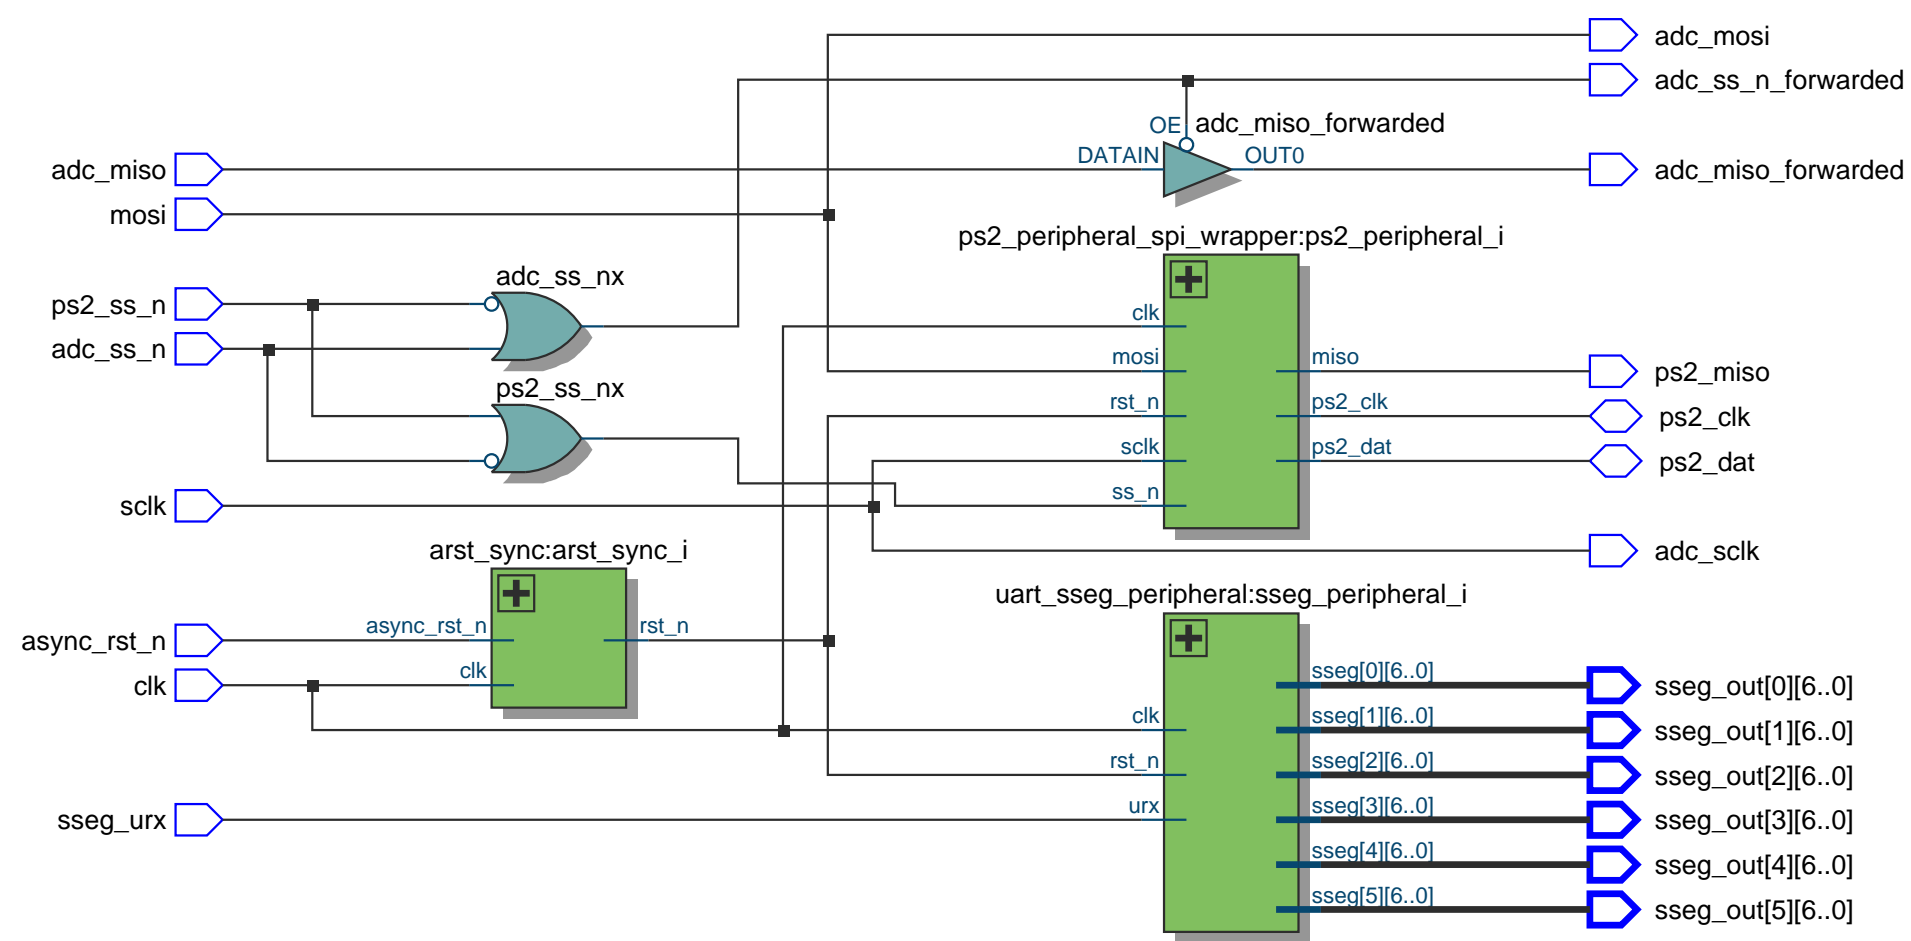 adc_mosi
adc_ss_n_forwarded
OE
adc_miso_forwarded
adc_miso
DATAIN
OUT0
adc_miso_forwarded
mosi
ps2_peripheral_spi_wrapper:ps2_peripheral_i
adc_ss_nx
ps2_ss_n
clk
adc_ss_n
mosi
miso
ps2_miso
ps2_ss_nx
rst_n
ps2_clk
ps2_clk
sclk
ps2_dat
ps2_dat
sclk
ss_n
arst_sync:arst_sync_i
adc_sclk
uart_sseg_peripheral:sseg_peripheral_i
async_rst_n
async_rst_n
rst_n
clk
clk
sseg[0][6..0]
sseg_out[0][6..0]
clk
sseg[1][6..0]
sseg_out[1][6..0]
rst_n
sseg[2][6..0]
sseg_out[2][6..0]
sseg_urx
urx
sseg[3][6..0]
sseg_out[3][6..0]
sseg[4][6..0]
sseg_out[4][6..0]
sseg[5][6..0]
sseg_out[5][6..0]